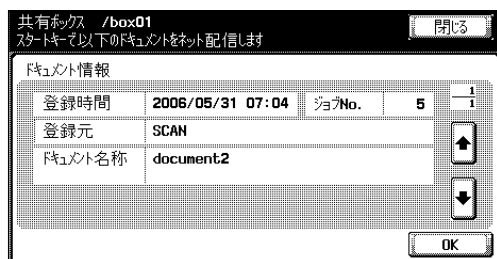 共有ﾎﾞｯｸｽ /box01
閉じる
ｽﾀｰﾄｷｰで以下のﾄﾞｷｭﾒﾝﾄをﾈｯﾄ配信します
ﾄﾞｷｭﾒﾝﾄ情報
登録時間 2006/05/31 07:04 ｼﾞｮﾌﾞNo. 5
1
1
登録元 SCAN
ﾄﾞｷｭﾒﾝﾄ名称 document2
OK